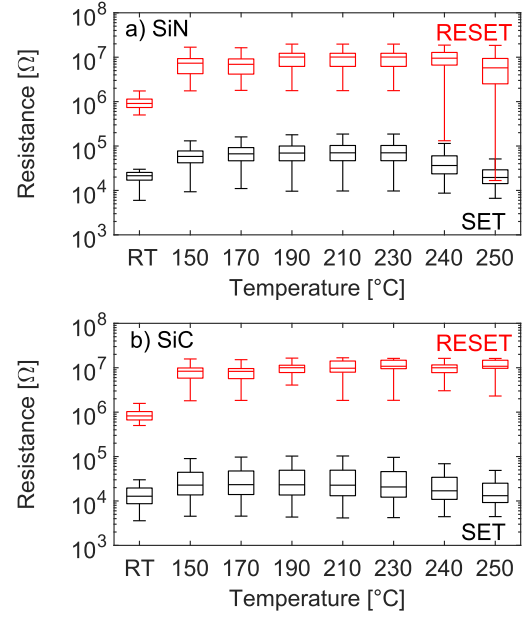 a) SiN
RESET
10^8
10^7
10^6
10^5
10^4
10^3
Resistance [Ω]
SET
RT 150 170 190 210 230 240 250
Temperature [°C]
b) SiC
RESET
10^8
10^7
10^6
10^5
10^4
10^3
Resistance [Ω]
SET
RT 150 170 190 210 230 240 250
Temperature [°C]